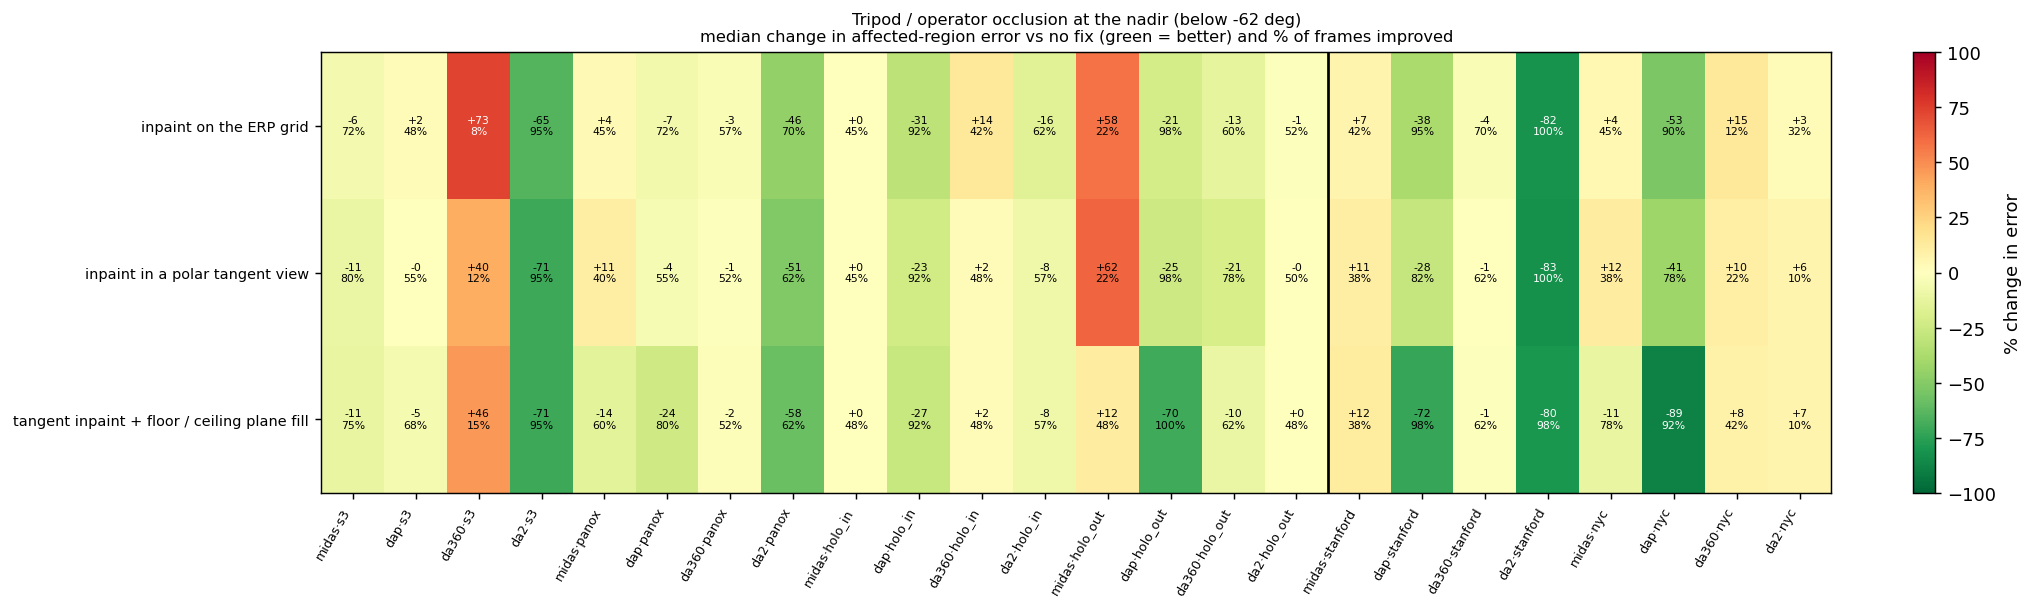 Tripod / operator occlusion at the nadir (below -62 deg)
median change in affected-region error vs no fix (green = better) and % of frames improved
inpaint on the ERP grid
-6 +2 +73 -65 +4 -7 -3 -46 +0 -31 +14 -16 +58 -21 -13 -1 +7 -38 -4 -82 +4 -53 +15 +3
72% 48% 8% 95% 45% 72% 57% 70% 45% 92% 42% 62% 22% 98% 60% 52% 42% 95% 70% 100% 45% 90% 12% 32%
inpaint in a polar tangent view
-11 -0 +40 -71 +11 -4 -1 -51 +0 -23 +2 -8 +62 -25 -21 -0 +11 -28 -1 -83 +12 -41 +10 +6
80% 55% 12% 95% 40% 55% 52% 62% 45% 92% 48% 57% 22% 98% 78% 50% 38% 82% 62% 100% 38% 78% 22% 10%
tangent inpaint + floor / ceiling plane fill
-11 -5 +46 -71 -14 -24 -2 -58 +0 -27 +2 -8 +12 -70 -10 +0 +12 -72 -1 -80 -11 -89 +8 +7
75% 68% 15% 95% 60% 80% 52% 62% 48% 92% 48% 57% 48% 100% 62% 48% 38% 98% 62% 98% 78% 92% 42% 10%
midas·s3
dap·s3
da360·s3
da2·s3
midas·panox
dap·panox
da360·panox
da2·panox
midas·holo_in
dap·holo_in
da360·holo_in
da2·holo_in
midas·holo_out
dap·holo_out
da360·holo_out
da2·holo_out
midas·stanford
dap·stanford
da360·stanford
da2·stanford
midas·nyc
dap·nyc
da360·nyc
da2·nyc
100
75
50
25
0
−25
−50
−75
−100
% change in error